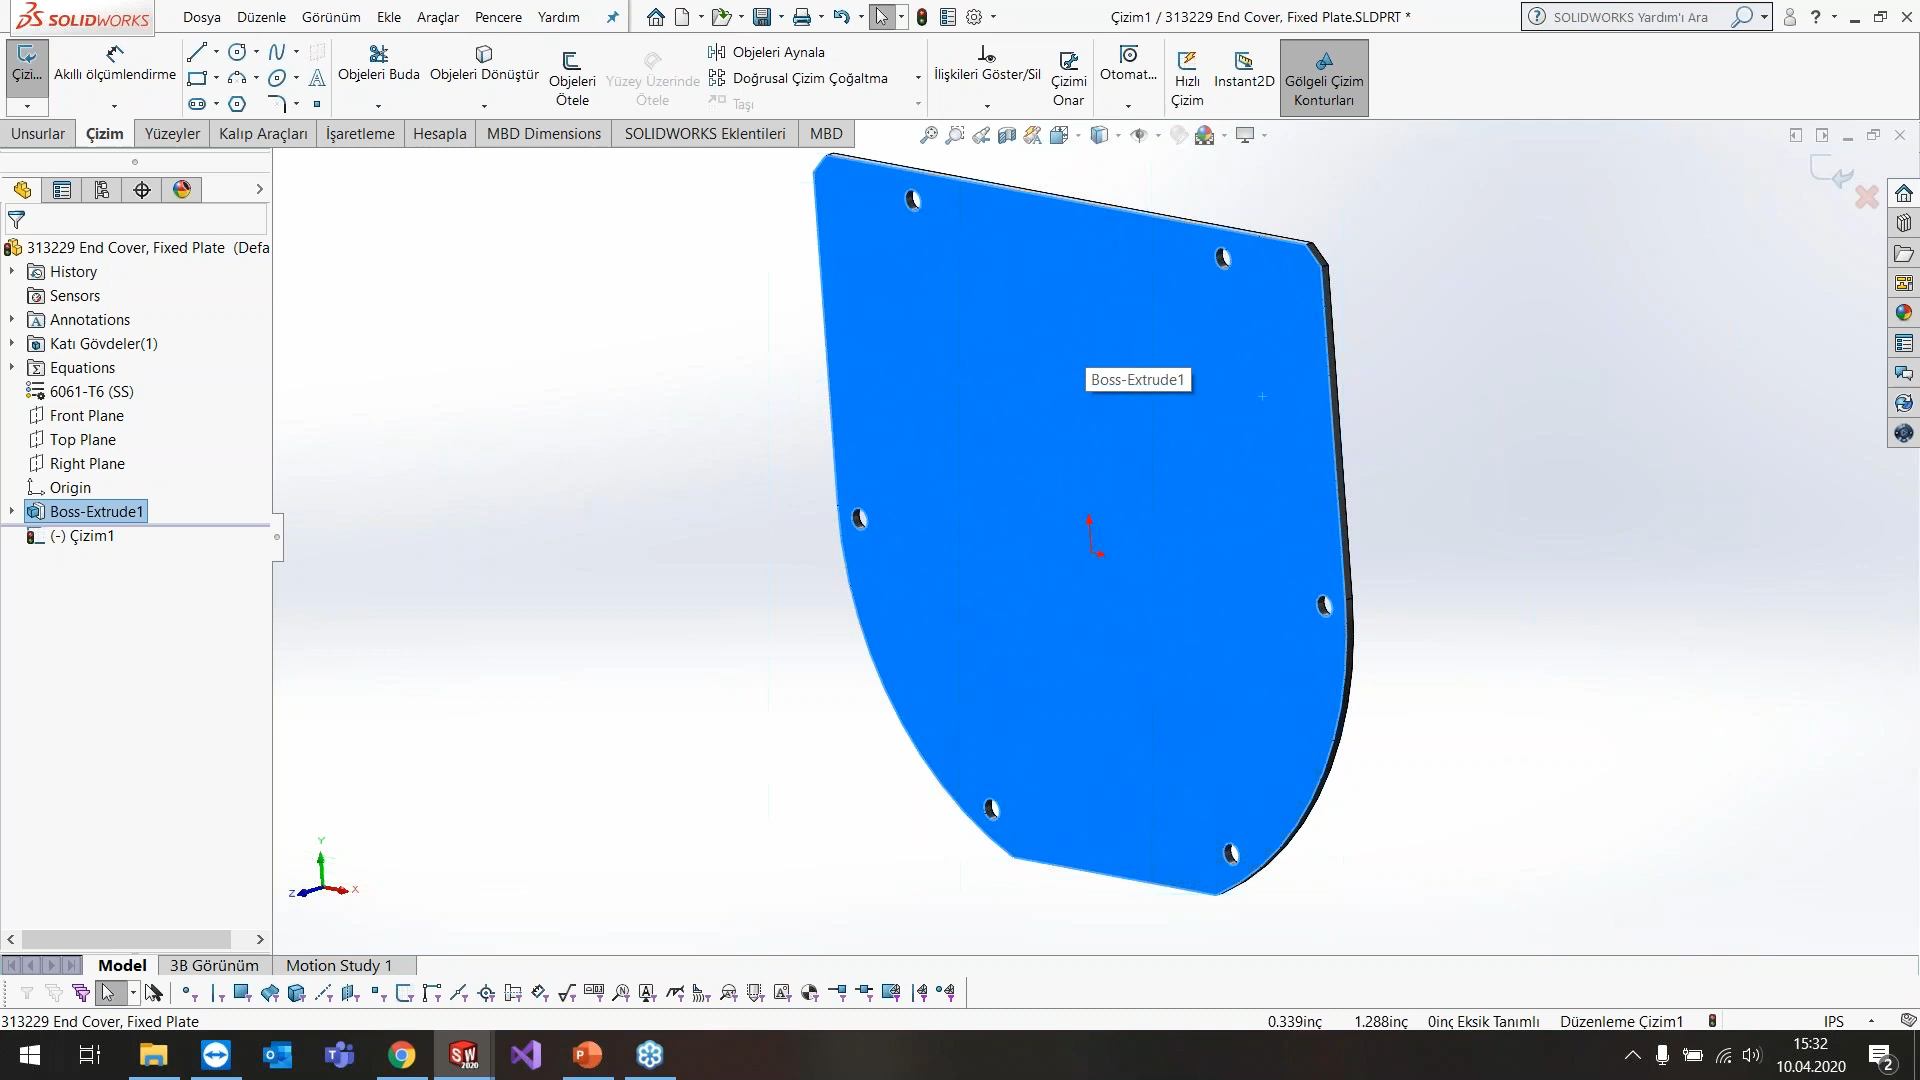 SOLIDWORKS
Dosya Düzenle Görünüm Ekle Araçlar Pencere Yardım
Çizim1 / 313229 End Cover, Fixed Plate.SLDPRT *
SOLIDWORKS Yardım'ı Ara
Çizi... Akıllı ölçümlendirme Objeleri Buda Objeleri Dönüştür Objeleri Ötele Yüzey Üzerinde Ötele
Objeleri Aynala
Doğrusal Çizim Çoğaltma
Taşı
İlişkileri Göster/Sil Çizimi Onar Otomat... Hızlı Çizim Instant2D Gölgeli Çizim Konturları
Unsurlar Çizim Yüzeyler Kalıp Araçları İşaretleme Hesapla MBD Dimensions SOLIDWORKS Eklentileri MBD
313229 End Cover, Fixed Plate (Defa
History
Sensors
Annotations
Katı Gövdeler(1)
Equations
6061-T6 (SS)
Front Plane
Top Plane
Right Plane
Origin
Boss-Extrude1
(-) Çizim1
Boss-Extrude1
Y
Z X
Model 3B Görünüm Motion Study 1
313229 End Cover, Fixed Plate
0.339inç 1.288inç 0inç Eksik Tanımlı Düzenleme Çizim1 IPS
SW 2020
15:32
10.04.2020
2